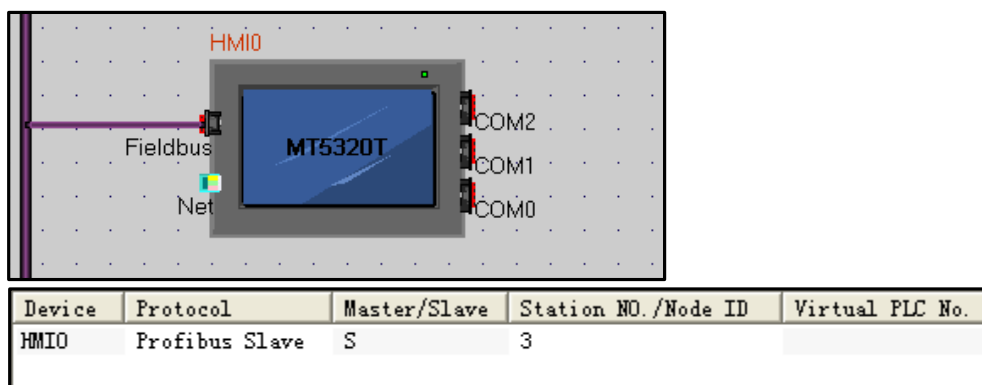 HMI0
COM2
Fieldbus
MT5320T
COM1
Net
COM0
Device Protocol Master/Slave Station NO./Node ID Virtual PLC No.
HMI0 Profibus Slave S 3